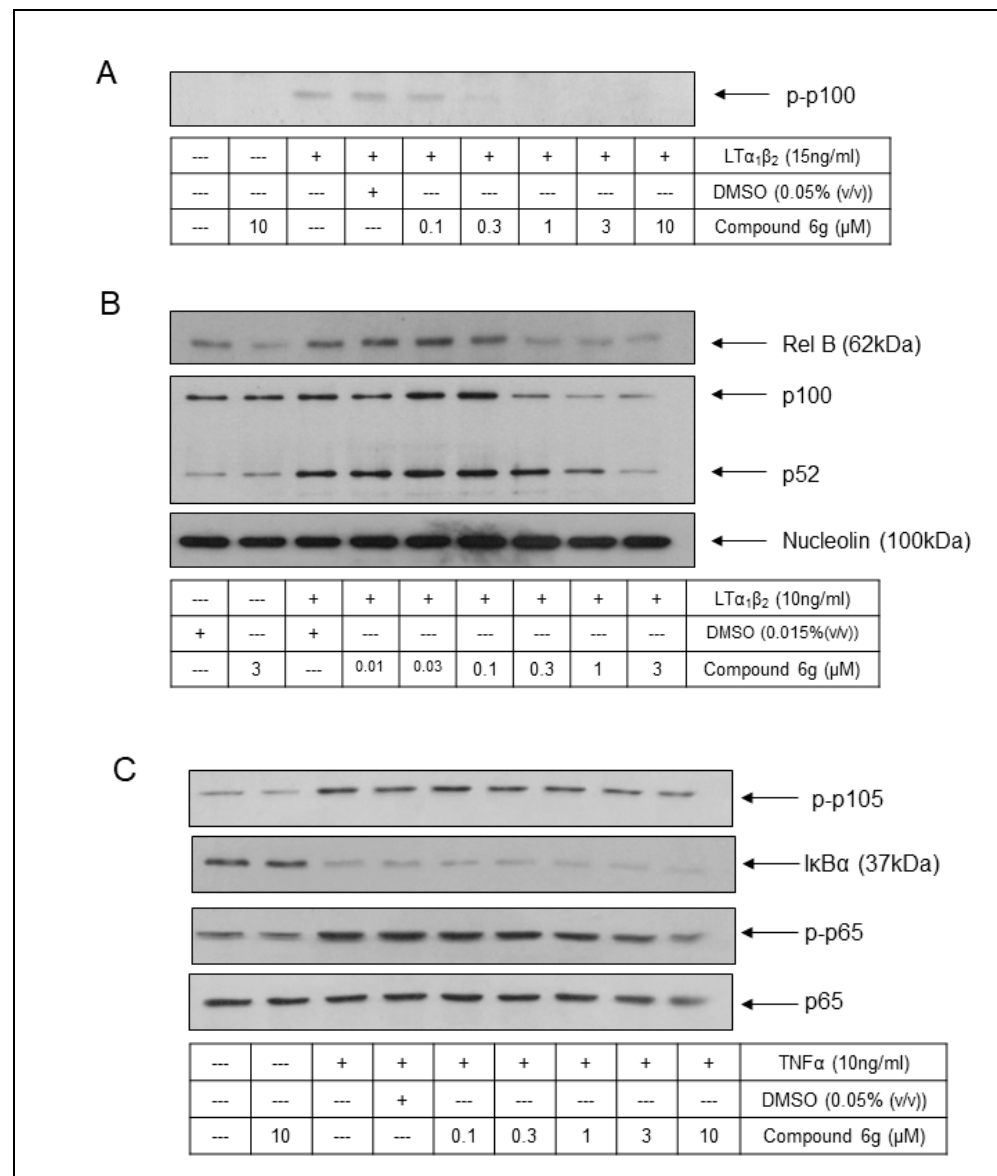 A
p-p100
--- --- + + + + + + + LTα₁β₂ (15ng/ml)
--- --- --- + --- --- --- --- --- DMSO (0.05% (v/v))
--- 10 --- --- 0.1 0.3 1 3 10 Compound 6g (µM)
B
Rel B (62kDa)
p100
p52
Nucleolin (100kDa)
--- --- + + + + + + + LTα₁β₂ (10ng/ml)
+ --- + --- --- --- --- --- --- DMSO (0.015%(v/v))
--- 3 --- 0.01 0.03 0.1 0.3 1 3 Compound 6g (µM)
C
p-p105
IκBα (37kDa)
p-p65
p65
--- --- + + + + + + + TNFα (10ng/ml)
--- --- --- + --- --- --- --- --- DMSO (0.05% (v/v))
--- 10 --- --- 0.1 0.3 1 3 10 Compound 6g (µM)